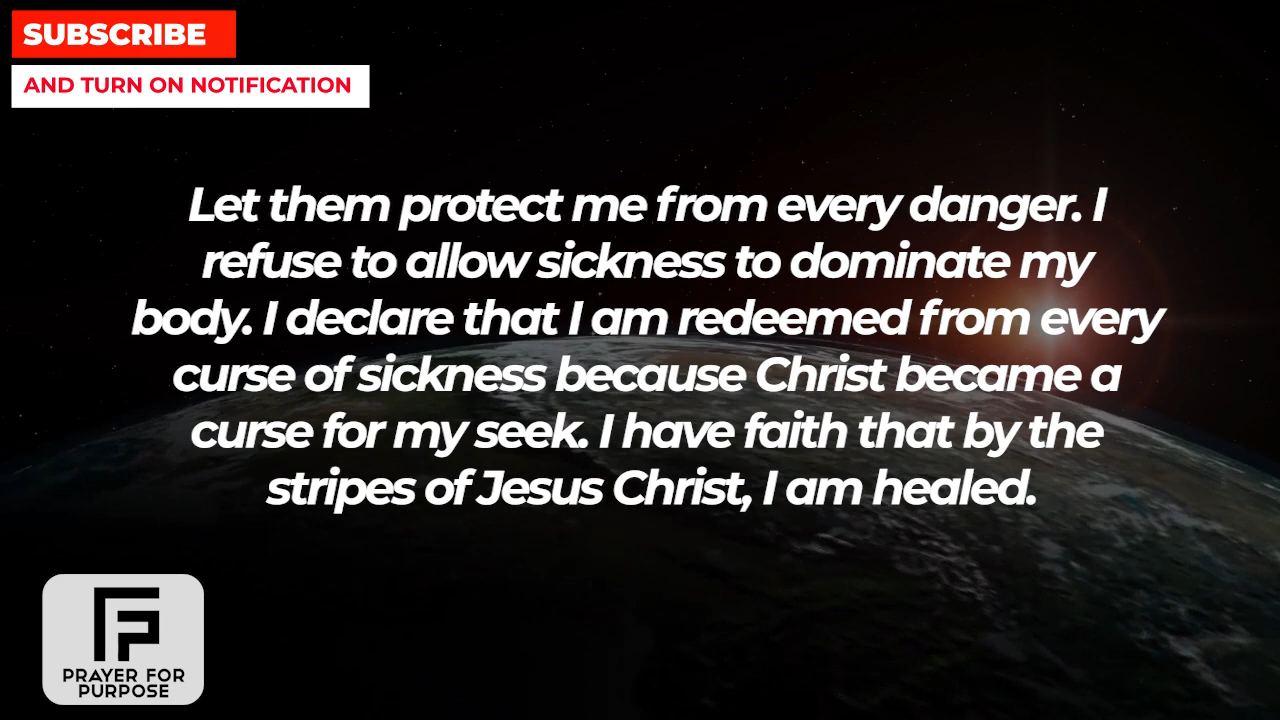 SUBSCRIBE
AND TURN ON NOTIFICATION
Let them protect me from every danger. I
refuse to allow sickness to dominate my
body. I declare that I am redeemed from every
curse of sickness because Christ became a
curse for my seek. I have faith that by the
stripes of Jesus Christ, I am healed.
PRAYER FOR
PURPOSE